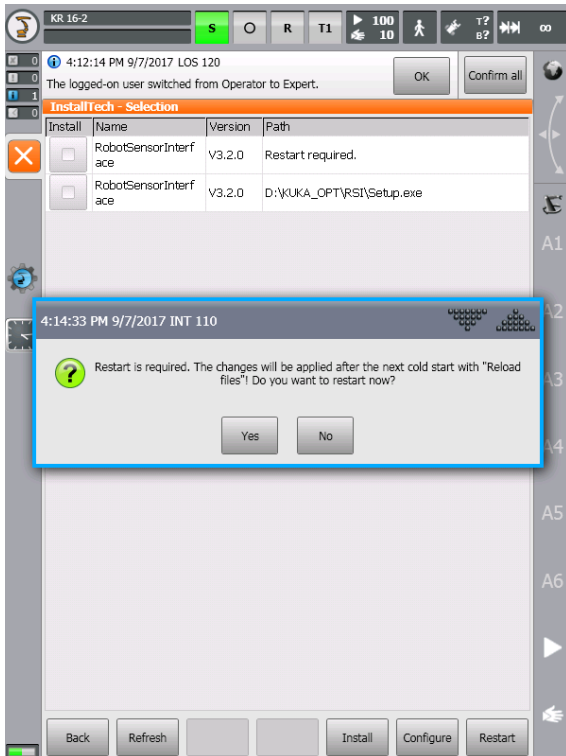 KR 16-2
S O R T1 100 10 T? B? ∞
0
0
1
0
4:12:14 PM 9/7/2017 LOS 120
The logged-on user switched from Operator to Expert.
OK
Confirm all
InstallTech - Selection
Install Name Version Path
RobotSensorInterf
ace
V3.2.0 Restart required.
RobotSensorInterf
ace
V3.2.0 D:\KUKA_OPT\RSI\Setup.exe
4:14:33 PM 9/7/2017 INT 110
Restart is required. The changes will be applied after the next cold start with "Reload
files"! Do you want to restart now?
Yes No
A1
A2
A3
A4
A5
A6
Back Refresh Install Configure Restart